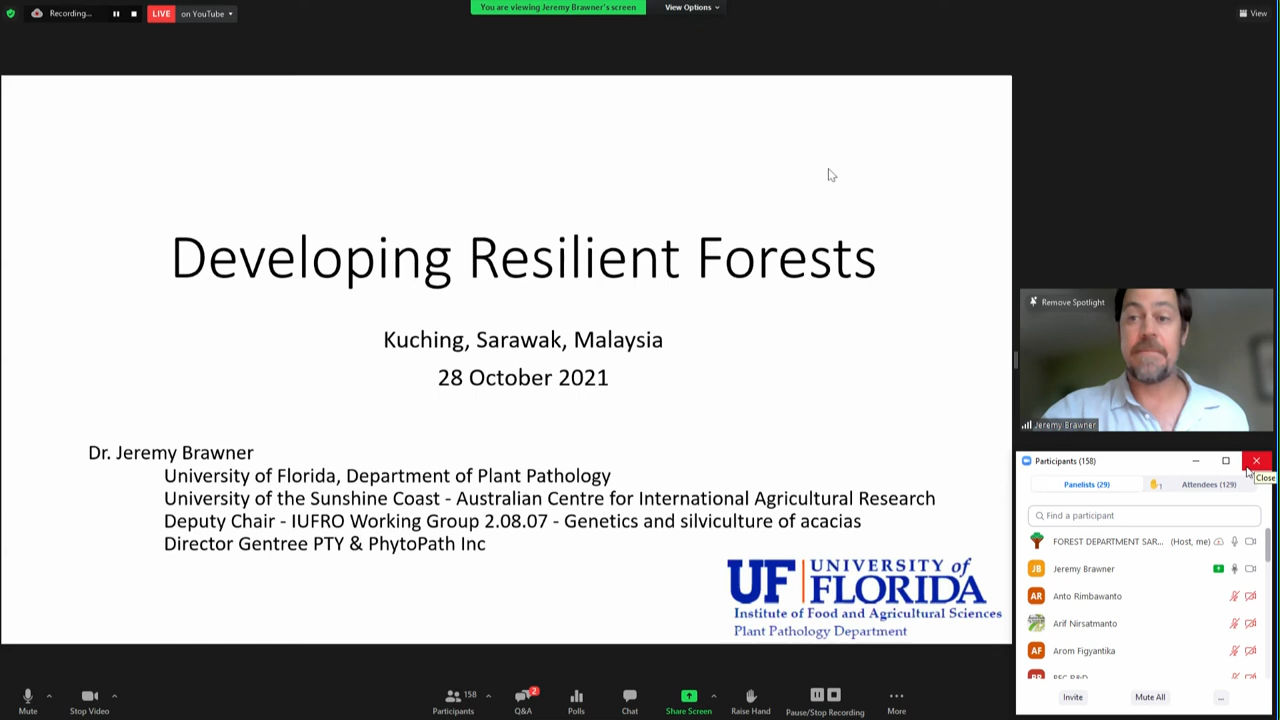 Recording...
LIVE on YouTube
You are viewing Jeremy Brawner's screen
View Options
View
Developing Resilient Forests
Kuching, Sarawak, Malaysia
28 October 2021
Dr. Jeremy Brawner
University of Florida, Department of Plant Pathology
University of the Sunshine Coast - Australian Centre for International Agricultural Research
Deputy Chair - IUFRO Working Group 2.08.07 - Genetics and silviculture of acacias
Director Gentree PTY & PhytoPath Inc
UF UNIVERSITY of
FLORIDA
Institute of Food and Agricultural Sciences
Plant Pathology Department
Remove Spotlight
Jeremy Brawner
Participants (158)
Close
Panelists (29)
1
Attendees (129)
Find a participant
FOREST DEPARTMENT SAR... (Host, me)
JB Jeremy Brawner
AR Anto Rimbawanto
Arif Nirsatmanto
AF Arom Figyantika
Invite
Mute All
...
Mute
Stop Video
158
Participants
2
Q&A
Polls
Chat
Share Screen
Raise Hand
Pause/Stop Recording
More